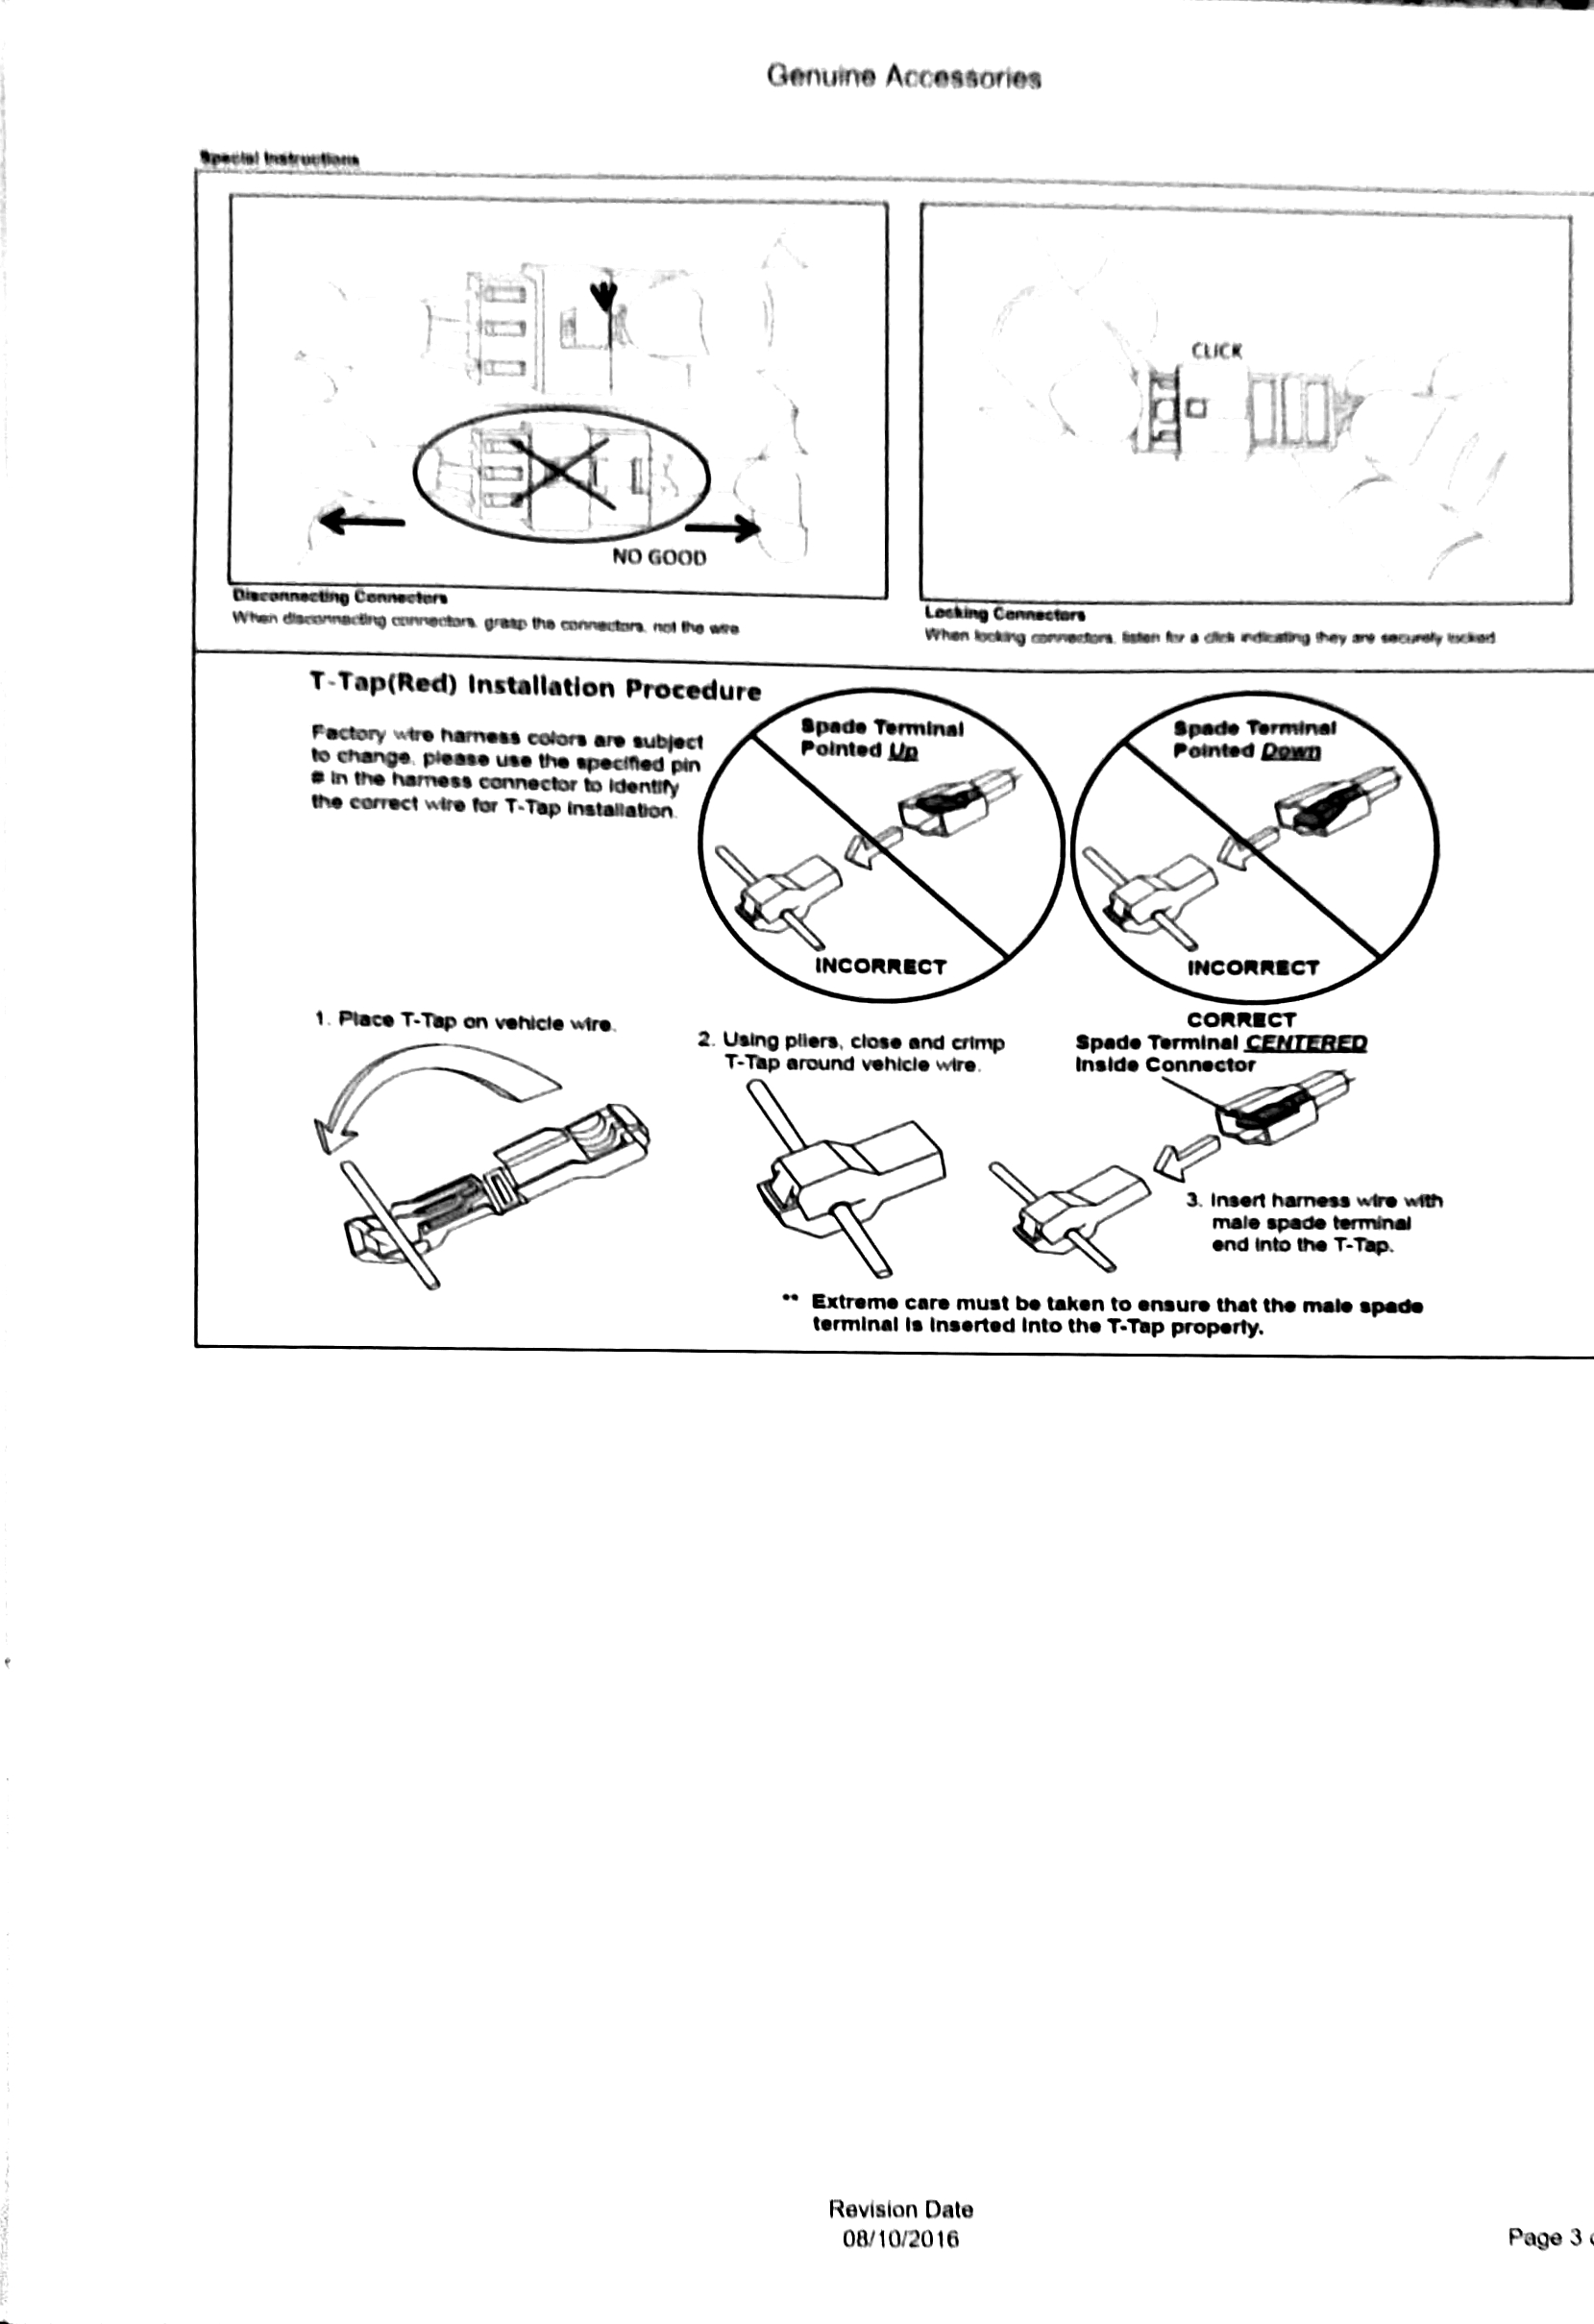 Genuine Accessories
Special Instructions
NO GOOD
Disconnecting Connectors
When disconnecting connectors, grasp the connectors, not the wire
CLICK
Locking Connectors
When locking connectors, listen for a click indicating they are securely locked
T-Tap(Red) Installation Procedure
Factory wire harness colors are subject
to change, please use the specified pin
# in the harness connector to identify
the correct wire for T-Tap installation.
Spade Terminal
Pointed Up
INCORRECT
Spade Terminal
Pointed Down
INCORRECT
1. Place T-Tap on vehicle wire.
2. Using pliers, close and crimp
T-Tap around vehicle wire.
CORRECT
Spade Terminal CENTERED
Inside Connector
3. Insert harness wire with
male spade terminal
end into the T-Tap.
** Extreme care must be taken to ensure that the male spade
terminal is inserted into the T-Tap properly.
Revision Date
08/10/2016
Page 3